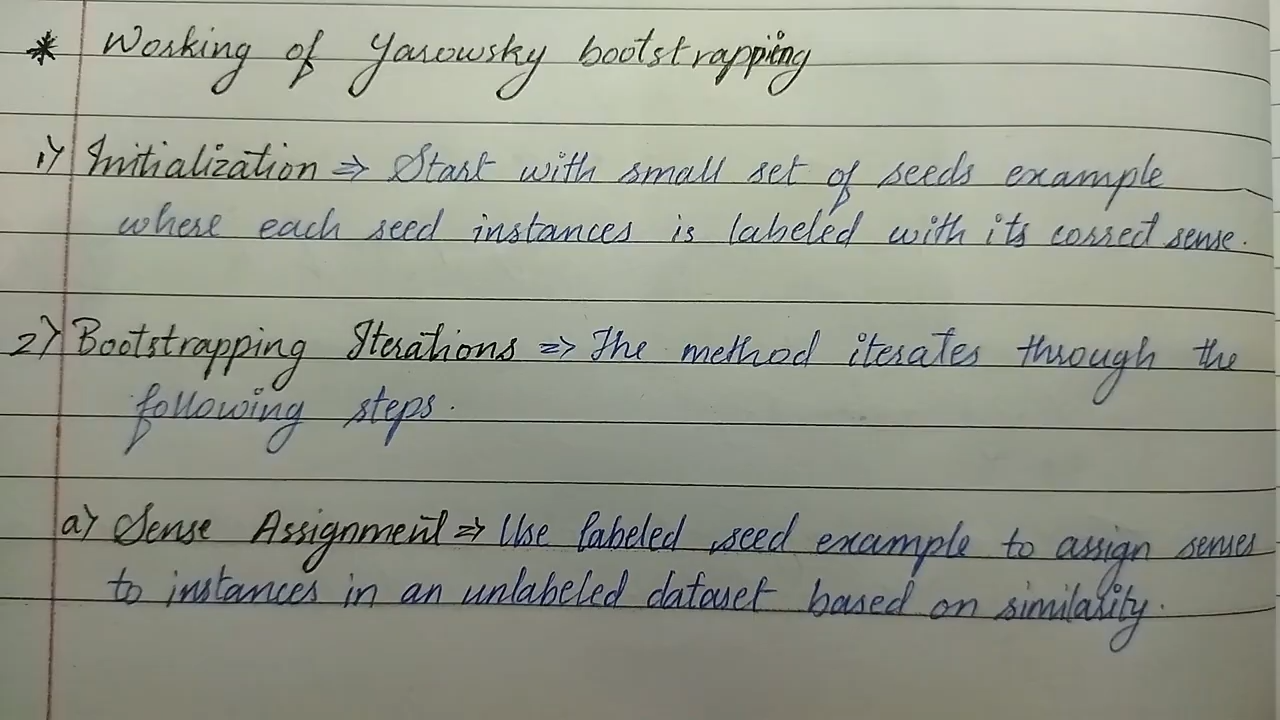 * Working of Yarowsky bootstrapping
1) Initialization ⇒ Start with small set of seeds example
where each seed instances is labeled with its correct sense.
2) Bootstrapping Iterations ⇒ The method iterates through the
following steps.
a) Sense Assignment ⇒ Use labeled seed example to assign senses
to instances in an unlabeled dataset based on similarity.